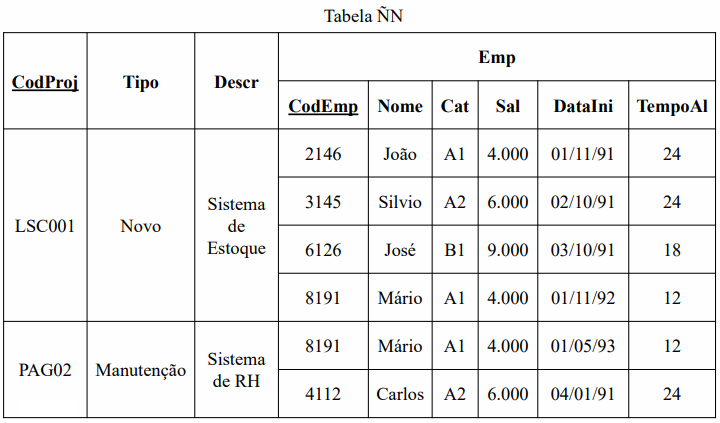 Tabela ÑN
CodProj Tipo Descr Emp
CodEmp Nome Cat Sal DataIni TempoAl
LSC001 Novo Sistema de Estoque
2146 João A1 4.000 01/11/91 24
3145 Silvio A2 6.000 02/10/91 24
6126 José B1 9.000 03/10/91 18
8191 Mário A1 4.000 01/11/92 12
PAG02 Manutenção Sistema de RH
8191 Mário A1 4.000 01/05/93 12
4112 Carlos A2 6.000 04/01/91 24